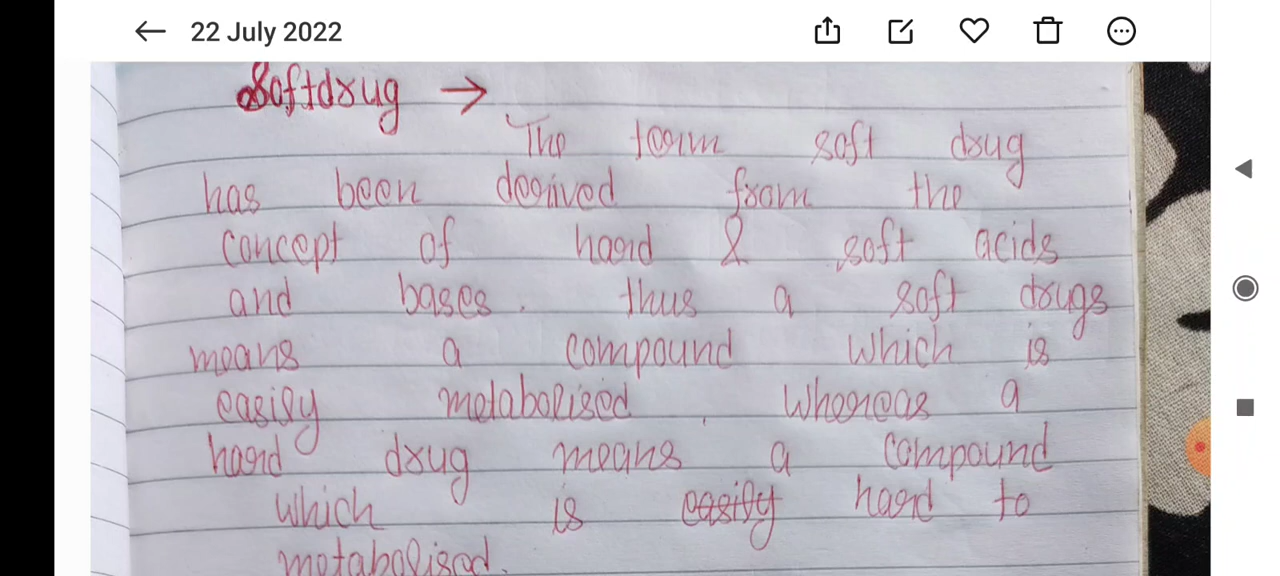 22 July 2022
Softdrug →
The term soft drug
has been derived from the
concept of hard & soft acids
and bases. thus a soft drugs
means a compound which is
easily metabolised, whereas a
hard drug means a compound
which is easily hard to
metabolised.